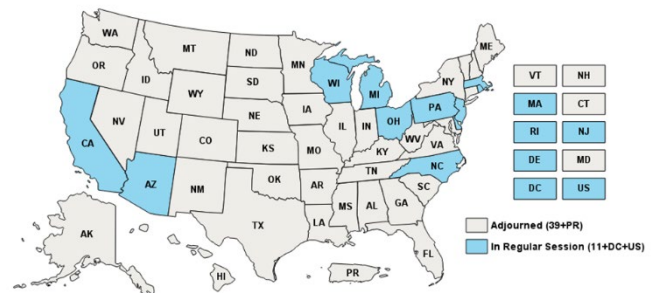 WA
MT
ND
MN
ME
OR
ID
SD
WI
MI
NY
WY
IA
PA
NE
NV
UT
CO
IL
IN
OH
WV
VA
CA
KS
MO
KY
NC
AZ
NM
OK
AR
TN
SC
MS
AL
GA
TX
LA
AK
FL
HI
PR
VT
NH
MA
CT
RI
NJ
DE
MD
DC
US
Adjourned (39+PR)
In Regular Session (11+DC+US)